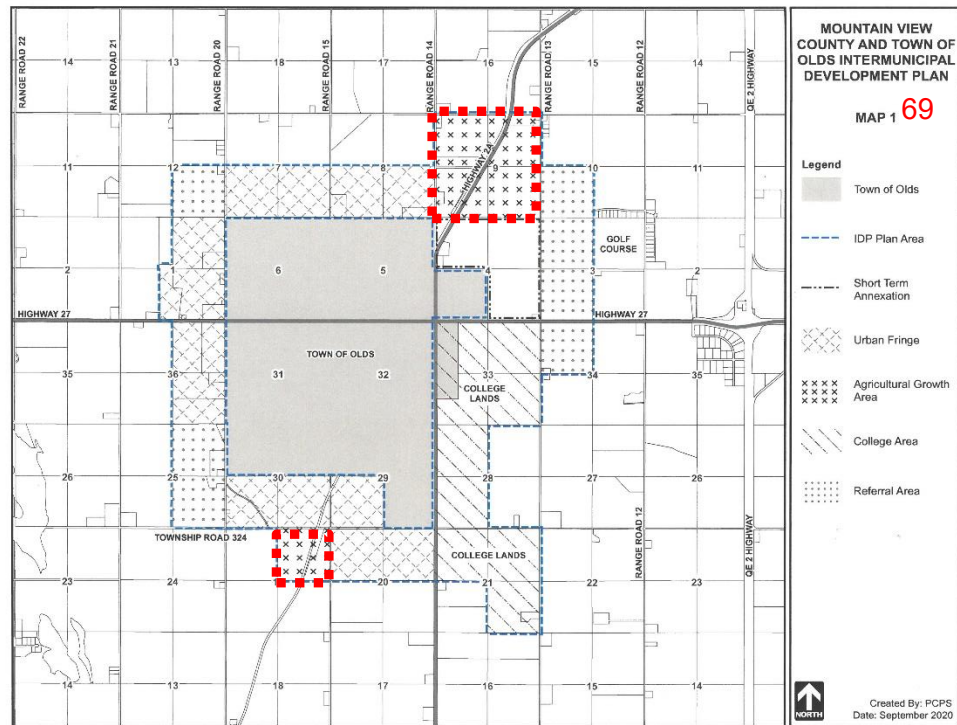 RANGE ROAD 22
RANGE ROAD 21
RANGE ROAD 20
RANGE ROAD 15
RANGE ROAD 14
RANGE ROAD 13
RANGE ROAD 12
QE 2 HIGHWAY
14 13 18 17 16 15 14
HIGHWAY 2A
11 12 7 8 9 10 11
GOLF
COURSE
2 1 6 5 4 3 2
HIGHWAY 27
HIGHWAY 27
TOWN OF OLDS
35 36 31 32 33 34 35
COLLEGE
LANDS
26 25 30 29 28 27 26
TOWNSHIP ROAD 324
COLLEGE LANDS
RANGE ROAD 12
QE 2 HIGHWAY
23 24 20 21 22 23
14 13 18 17 16 15 14
MOUNTAIN VIEW
COUNTY AND TOWN OF
OLDS INTERMUNICIPAL
DEVELOPMENT PLAN
MAP 1 69
Legend
Town of Olds
IDP Plan Area
Short Term
Annexation
Urban Fringe
Agricultural Growth
Area
College Area
Referral Area
NORTH
Created By: PCPS
Date: September 2020